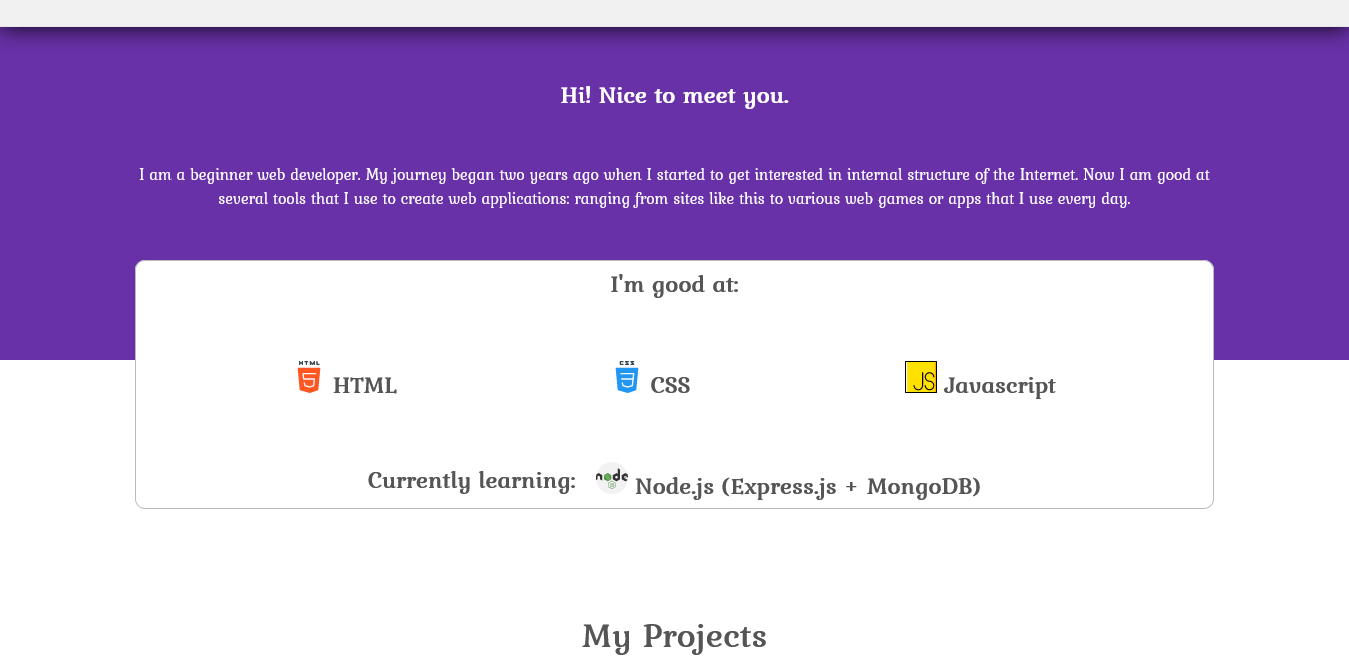 Hi! Nice to meet you.
I am a beginner web developer. My journey began two years ago when I started to get interested in internal structure of the Internet. Now I am good at
several tools that I use to create web applications: ranging from sites like this to various web games or apps that I use every day.
I'm good at:
HTML HTML
CSS CSS
JS Javascript
Currently learning: node JS Node.js (Express.js + MongoDB)
My Projects